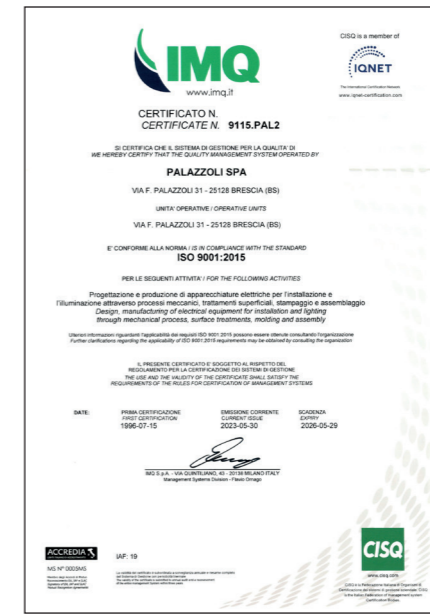 CISQ is a member of
IMQ
IQNET
www.imq.it
The International Certification Network
www.iqnet-certification.com
CERTIFICATO N.
CERTIFICATE N. 9115.PAL2
SI CERTIFICA CHE IL SISTEMA DI GESTIONE PER LA QUALITA' DI
WE HEREBY CERTIFY THAT THE QUALITY MANAGEMENT SYSTEM OPERATED BY
PALAZZOLI SPA
VIA F. PALAZZOLI 31 - 25128 BRESCIA (BS)
UNITA' OPERATIVE / OPERATIVE UNITS
VIA F. PALAZZOLI 31 - 25128 BRESCIA (BS)
E' CONFORME ALLA NORMA / IS IN COMPLIANCE WITH THE STANDARD
ISO 9001:2015
PER LE SEGUENTI ATTIVITA' / FOR THE FOLLOWING ACTIVITIES
Progettazione e produzione di apparecchiature elettriche per l'installazione e
l'illuminazione attraverso processi meccanici, trattamenti superficiali, stampaggio e assemblaggio
Design, manufacturing of electrical equipment for installation and lighting
through mechanical process, surface treatments, molding and assembly
Ulteriori informazioni riguardanti l'applicabilità dei requisiti ISO 9001:2015 possono essere ottenute consultando l'organizzazione
Further clarifications regarding the applicability of ISO 9001:2015 requirements may be obtained by consulting the organization
IL PRESENTE CERTIFICATO E' SOGGETTO AL RISPETTO DEL
REGOLAMENTO PER LA CERTIFICAZIONE DEI SISTEMI DI GESTIONE
THE USE AND THE VALIDITY OF THE CERTIFICATE SHALL SATISFY THE
REQUIREMENTS OF THE RULES FOR CERTIFICATION OF MANAGEMENT SYSTEMS
DATE: PRIMA CERTIFICAZIONE EMISSIONE CORRENTE SCADENZA
FIRST CERTIFICATION CURRENT ISSUE EXPIRY
1996-07-15 2023-05-30 2026-05-29
IMQ S.p.A. - VIA QUINTILIANO, 43 - 20138 MILANO ITALY
Management Systems Division - Flavio Ornago
ACCREDIA
IAF: 19
MS N° 0005MS
CISQ
www.cisq.com